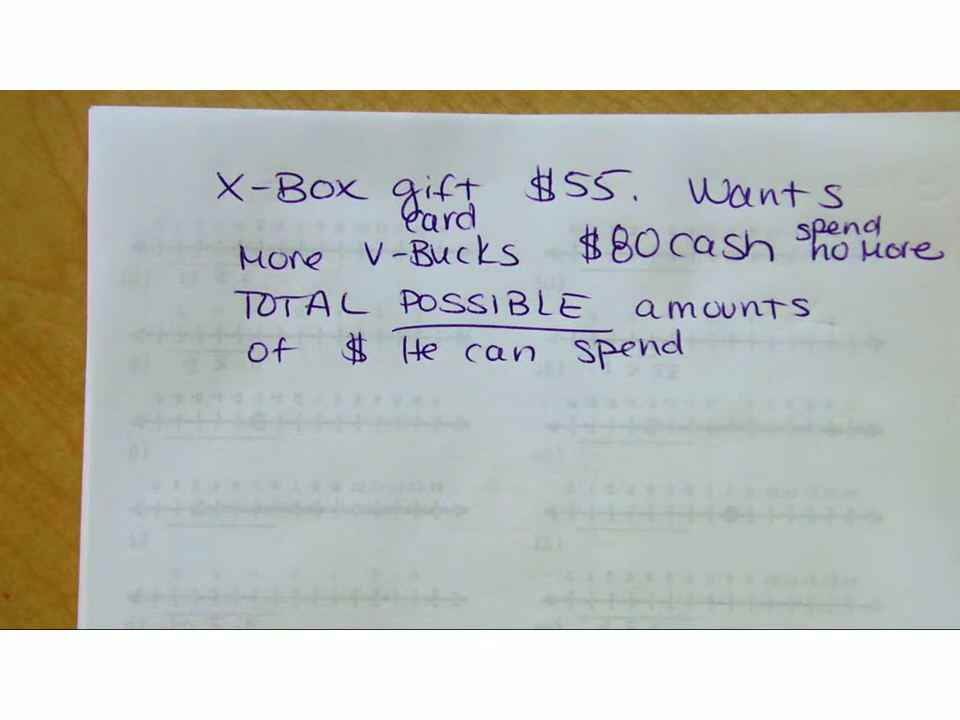 X-BOX gift card $55. Wants
More V-Bucks $80 cash spend no More
TOTAL POSSIBLE amounts
of $ He can spend